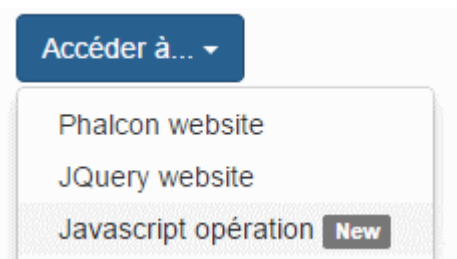 Accéder à...
Phalcon website
JQuery website
Javascript opération New